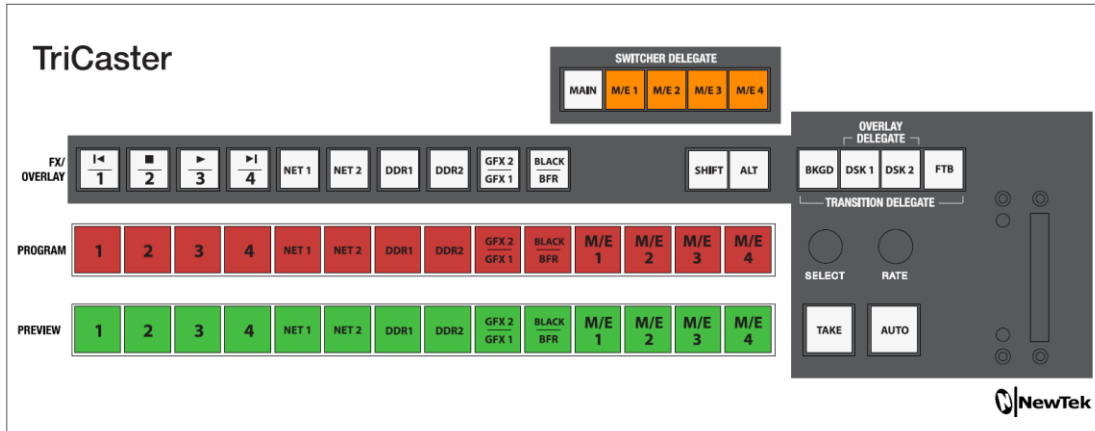 TriCaster
SWITCHER DELEGATE
MAIN M/E 1 M/E 2 M/E 3 M/E 4
OVERLAY
DELEGATE
FX/
OVERLAY
1 2 3 4 NET 1 NET 2 DDR1 DDR2 GFX 2 GFX 1 BLACK BFR SHIFT ALT BKGD DSK 1 DSK 2 FTB
TRANSITION DELEGATE
PROGRAM 1 2 3 4 NET 1 NET 2 DDR1 DDR2 GFX 2 GFX 1 BLACK BFR M/E 1 M/E 2 M/E 3 M/E 4
SELECT RATE
PREVIEW 1 2 3 4 NET 1 NET 2 DDR1 DDR2 GFX 2 GFX 1 BLACK BFR M/E 1 M/E 2 M/E 3 M/E 4
TAKE AUTO
NewTek